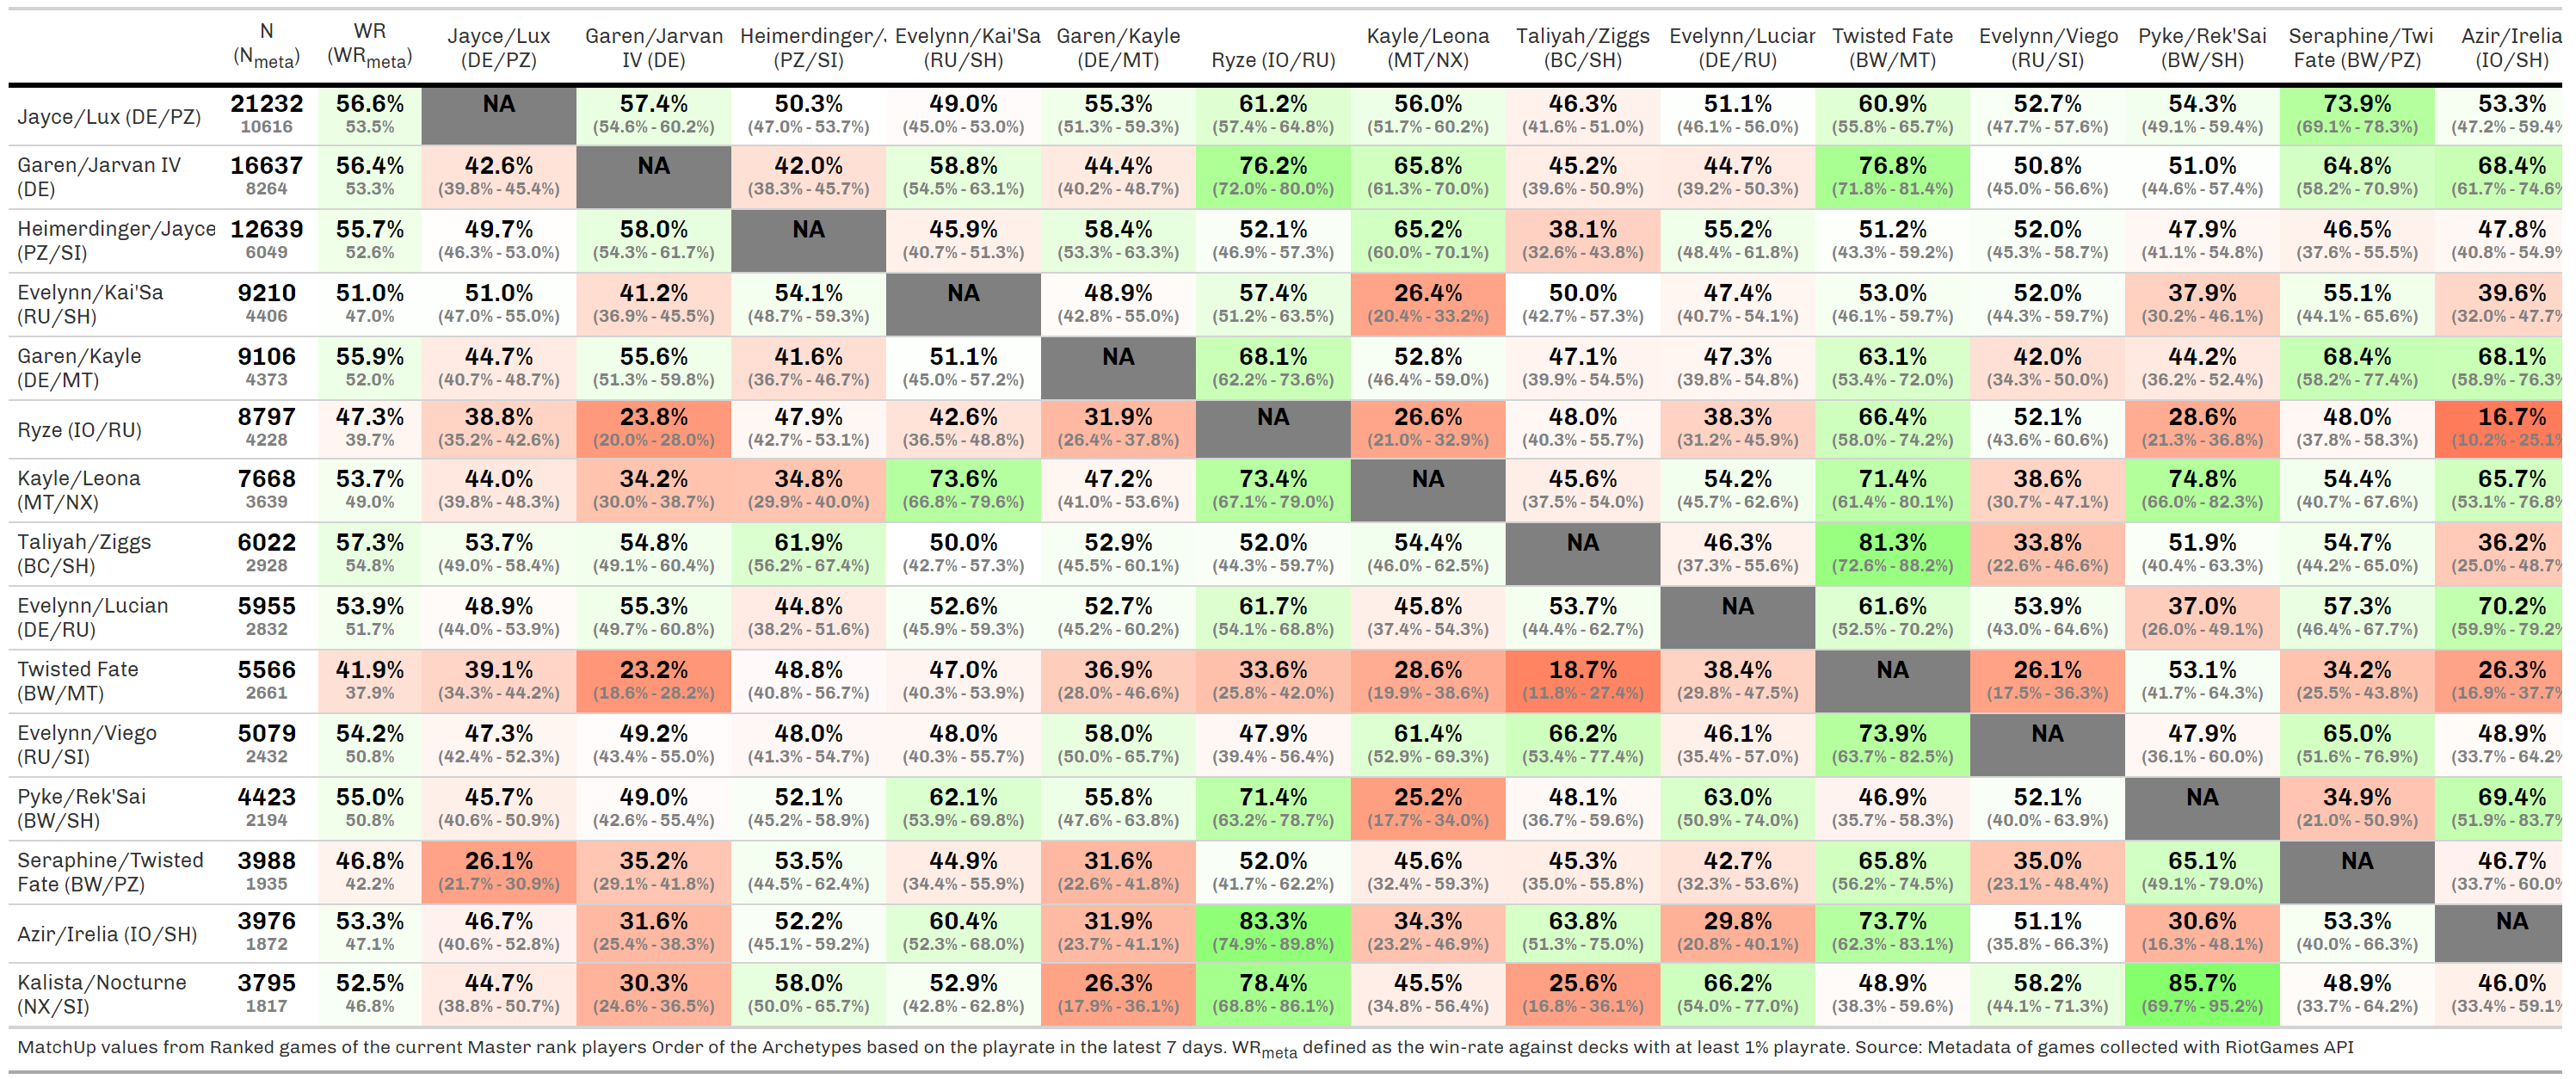 N WR Jayce/Lux Garen/Jarvan Heimerdinger/J Evelynn/Kai'Sa Garen/Kayle Kayle/Leona Taliyah/Ziggs Evelynn/Lucian Twisted Fate Evelynn/Viego Pyke/Rek'Sai Seraphine/Twi Azir/Irelia
(Nmeta) (WRmeta) (DE/PZ) IV (DE) (PZ/SI) (RU/SH) (DE/MT) Ryze (IO/RU) (MT/NX) (BC/SH) (DE/RU) (BW/MT) (RU/SI) (BW/SH) Fate (BW/PZ) (IO/SH)
Jayce/Lux (DE/PZ) 21232 56.6% NA 57.4% 50.3% 49.0% 55.3% 61.2% 56.0% 46.3% 51.1% 60.9% 52.7% 54.3% 73.9% 53.3%
10616 53.5% (54.6% - 60.2%) (47.0% - 53.7%) (45.0% - 53.0%) (51.3% - 59.3%) (57.4% - 64.8%) (51.7% - 60.2%) (41.6% - 51.0%) (46.1% - 56.0%) (55.8% - 65.7%) (47.7% - 57.6%) (49.1% - 59.4%) (69.1% - 78.3%) (47.2% - 59.4%
Garen/Jarvan IV 16637 56.4% 42.6% NA 42.0% 58.8% 44.4% 76.2% 65.8% 45.2% 44.7% 76.8% 50.8% 51.0% 64.8% 68.4%
(DE) 8264 53.3% (39.8% - 45.4%) (38.3% - 45.7%) (54.5% - 63.1%) (40.2% - 48.7%) (72.0% - 80.0%) (61.3% - 70.0%) (39.6% - 50.9%) (39.2% - 50.3%) (71.8% - 81.4%) (45.0% - 56.6%) (44.6% - 57.4%) (58.2% - 70.9%) (61.7% - 74.6%
Heimerdinger/Jayce 12639 55.7% 49.7% 58.0% NA 45.9% 58.4% 52.1% 65.2% 38.1% 55.2% 51.2% 52.0% 47.9% 46.5% 47.8%
(PZ/SI) 6049 52.6% (46.3% - 53.0%) (54.3% - 61.7%) (40.7% - 51.3%) (53.3% - 63.3%) (46.9% - 57.3%) (60.0% - 70.1%) (32.6% - 43.8%) (48.4% - 61.8%) (43.3% - 59.2%) (45.3% - 58.7%) (41.1% - 54.8%) (37.6% - 55.5%) (40.8% - 54.9%
Evelynn/Kai'Sa 9210 51.0% 51.0% 41.2% 54.1% NA 48.9% 57.4% 26.4% 50.0% 47.4% 53.0% 52.0% 37.9% 55.1% 39.6%
(RU/SH) 4406 47.0% (47.0% - 55.0%) (36.9% - 45.5%) (48.7% - 59.3%) (42.8% - 55.0%) (51.2% - 63.5%) (20.4% - 33.2%) (42.7% - 57.3%) (40.7% - 54.1%) (46.1% - 59.7%) (44.3% - 59.7%) (30.2% - 46.1%) (44.1% - 65.6%) (32.0% - 47.7%
Garen/Kayle 9106 55.9% 44.7% 55.6% 41.6% 51.1% NA 68.1% 52.8% 47.1% 47.3% 63.1% 42.0% 44.2% 68.4% 68.1%
(DE/MT) 4373 52.0% (40.7% - 48.7%) (51.3% - 59.8%) (36.7% - 46.7%) (45.0% - 57.2%) (62.2% - 73.6%) (46.4% - 59.0%) (39.9% - 54.5%) (39.8% - 54.8%) (53.4% - 72.0%) (34.3% - 50.0%) (36.2% - 52.4%) (58.2% - 77.4%) (58.9% - 76.3%
Ryze (IO/RU) 8797 47.3% 38.8% 23.8% 47.9% 42.6% 31.9% NA 26.6% 48.0% 38.3% 66.4% 52.1% 28.6% 48.0% 16.7%
4228 39.7% (35.2% - 42.6%) (20.0% - 28.0%) (42.7% - 53.1%) (36.5% - 48.8%) (26.4% - 37.8%) (21.0% - 32.9%) (40.3% - 55.7%) (31.2% - 45.9%) (58.0% - 74.2%) (43.6% - 60.6%) (21.3% - 36.8%) (37.8% - 58.3%) (10.2% - 25.1%
Kayle/Leona 7668 53.7% 44.0% 34.2% 34.8% 73.6% 47.2% 73.4% NA 45.6% 54.2% 71.4% 38.6% 74.8% 54.4% 65.7%
(MT/NX) 3639 49.0% (39.8% - 48.3%) (30.0% - 38.7%) (29.9% - 40.0%) (66.8% - 79.6%) (41.0% - 53.6%) (67.1% - 79.0%) (37.5% - 54.0%) (45.7% - 62.6%) (61.4% - 80.1%) (30.7% - 47.1%) (66.0% - 82.3%) (40.7% - 67.6%) (53.1% - 76.8%
Taliyah/Ziggs 6022 57.3% 53.7% 54.8% 61.9% 50.0% 52.9% 52.0% 54.4% NA 46.3% 81.3% 33.8% 51.9% 54.7% 36.2%
(BC/SH) 2928 54.8% (49.0% - 58.4%) (49.1% - 60.4%) (56.2% - 67.4%) (42.7% - 57.3%) (45.5% - 60.1%) (44.3% - 59.7%) (46.0% - 62.5%) (37.3% - 55.6%) (72.6% - 88.2%) (22.6% - 46.6%) (40.4% - 63.3%) (44.2% - 65.0%) (25.0% - 48.7%
Evelynn/Lucian 5955 53.9% 48.9% 55.3% 44.8% 52.6% 52.7% 61.7% 45.8% 53.7% NA 61.6% 53.9% 37.0% 57.3% 70.2%
(DE/RU) 2832 51.7% (44.0% - 53.9%) (49.7% - 60.8%) (38.2% - 51.6%) (45.9% - 59.3%) (45.2% - 60.2%) (54.1% - 68.8%) (37.4% - 54.3%) (44.4% - 62.7%) (52.5% - 70.2%) (43.0% - 64.6%) (26.0% - 49.1%) (46.4% - 67.7%) (59.9% - 79.2%
Twisted Fate 5566 41.9% 39.1% 23.2% 48.8% 47.0% 36.9% 33.6% 28.6% 18.7% 38.4% NA 26.1% 53.1% 34.2% 26.3%
(BW/MT) 2661 37.9% (34.3% - 44.2%) (18.6% - 28.2%) (40.8% - 56.7%) (40.3% - 53.9%) (28.0% - 46.6%) (25.8% - 42.0%) (19.9% - 38.6%) (11.8% - 27.4%) (29.8% - 47.5%) (17.5% - 36.3%) (41.7% - 64.3%) (25.5% - 43.8%) (16.9% - 37.7%
Evelynn/Viego 5079 54.2% 47.3% 49.2% 48.0% 48.0% 58.0% 47.9% 61.4% 66.2% 46.1% 73.9% NA 47.9% 65.0% 48.9%
(RU/SI) 2432 50.8% (42.4% - 52.3%) (43.4% - 55.0%) (41.3% - 54.7%) (40.3% - 55.7%) (50.0% - 65.7%) (39.4% - 56.4%) (52.9% - 69.3%) (53.4% - 77.4%) (35.4% - 57.0%) (63.7% - 82.5%) (36.1% - 60.0%) (51.6% - 76.9%) (33.7% - 64.2%
Pyke/Rek'Sai 4423 55.0% 45.7% 49.0% 52.1% 62.1% 55.8% 71.4% 25.2% 48.1% 63.0% 46.9% 52.1% NA 34.9% 69.4%
(BW/SH) 2194 50.8% (40.6% - 50.9%) (42.6% - 55.4%) (45.2% - 58.9%) (53.9% - 69.8%) (47.6% - 63.8%) (63.2% - 78.7%) (17.7% - 34.0%) (36.7% - 59.6%) (50.9% - 74.0%) (35.7% - 58.3%) (40.0% - 63.9%) (21.0% - 50.9%) (51.9% - 83.7%
Seraphine/Twisted 3988 46.8% 26.1% 35.2% 53.5% 44.9% 31.6% 52.0% 45.6% 45.3% 42.7% 65.8% 35.0% 65.1% NA 46.7%
Fate (BW/PZ) 1935 42.2% (21.7% - 30.9%) (29.1% - 41.8%) (44.5% - 62.4%) (34.4% - 55.9%) (22.6% - 41.8%) (41.7% - 62.2%) (32.4% - 59.3%) (35.0% - 55.8%) (32.3% - 53.6%) (56.2% - 74.5%) (23.1% - 48.4%) (49.1% - 79.0%) (33.7% - 60.0%
Azir/Irelia (IO/SH) 3976 53.3% 46.7% 31.6% 52.2% 60.4% 31.9% 83.3% 34.3% 63.8% 29.8% 73.7% 51.1% 30.6% 53.3% NA
1872 47.1% (40.6% - 52.8%) (25.4% - 38.3%) (45.1% - 59.2%) (52.3% - 68.0%) (23.7% - 41.1%) (74.9% - 89.8%) (23.2% - 46.9%) (51.3% - 75.0%) (20.8% - 40.1%) (62.3% - 83.1%) (35.8% - 66.3%) (16.3% - 48.1%) (40.0% - 66.3%)
Kalista/Nocturne 3795 52.5% 44.7% 30.3% 58.0% 52.9% 26.3% 78.4% 45.5% 25.6% 66.2% 48.9% 58.2% 85.7% 48.9% 46.0%
(NX/SI) 1817 46.8% (38.8% - 50.7%) (24.6% - 36.5%) (50.0% - 65.7%) (42.8% - 62.8%) (17.9% - 36.1%) (68.8% - 86.1%) (34.8% - 56.4%) (16.8% - 36.1%) (54.0% - 77.0%) (38.3% - 59.6%) (44.1% - 71.3%) (69.7% - 95.2%) (33.7% - 64.2%) (33.4% - 59.1%
MatchUp values from Ranked games of the current Master rank players Order of the Archetypes based on the playrate in the latest 7 days. WRmeta defined as the win-rate against decks with at least 1% playrate. Source: Metadata of games collected with RiotGames API